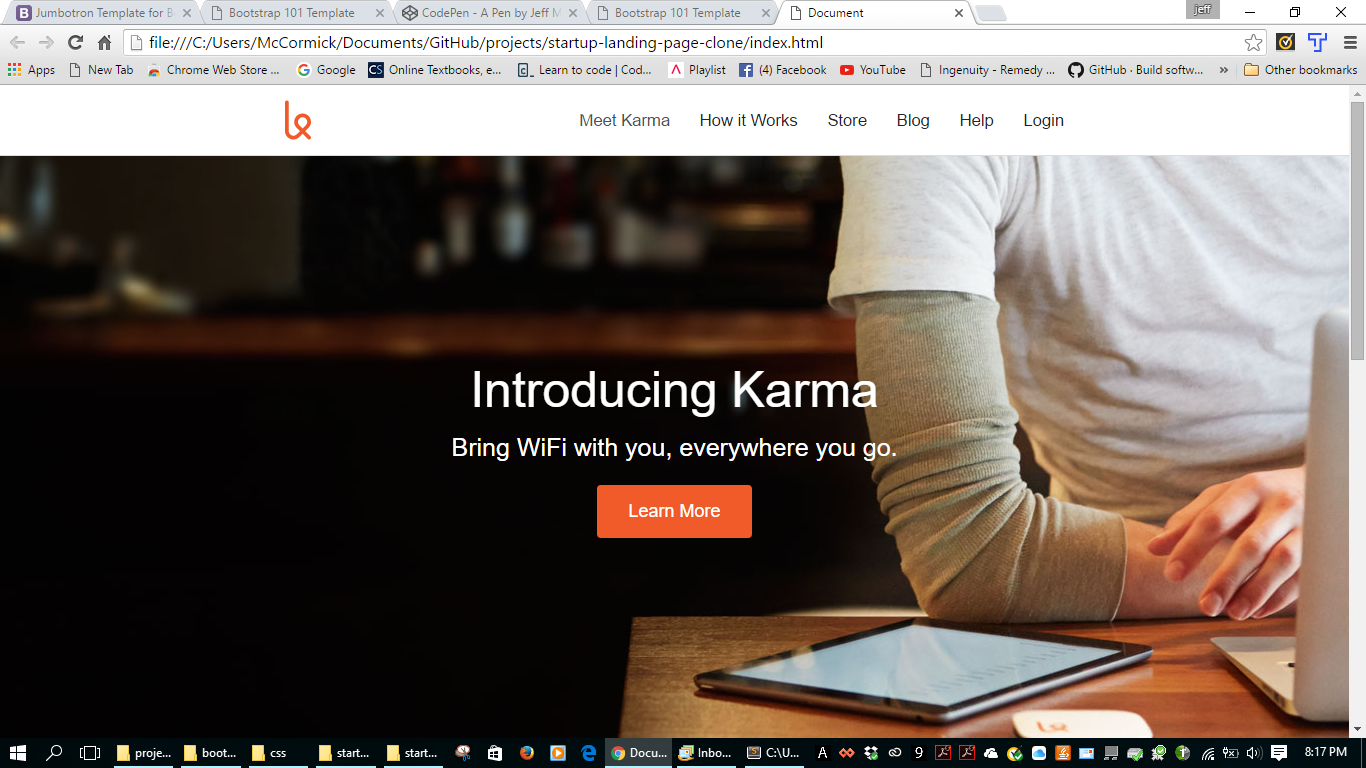 Jumbotron Template for B
Bootstrap 101 Template
CodePen - A Pen by Jeff M
Bootstrap 101 Template
Document
jeff
file:///C:/Users/McCormick/Documents/GitHub/projects/startup-landing-page-clone/index.html
Apps
New Tab
Chrome Web Store ...
Google
CS
Online Textbooks, e...
Learn to code | Cod...
Playlist
(4) Facebook
YouTube
Ingenuity - Remedy ...
GitHub · Build softw...
»
Other bookmarks
Meet Karma
How it Works
Store
Blog
Help
Login
Introducing Karma
Bring WiFi with you, everywhere you go.
Learn More
proje...
boot...
css
start...
start...
Docu...
Inbo...
C:\U...
8:17 PM